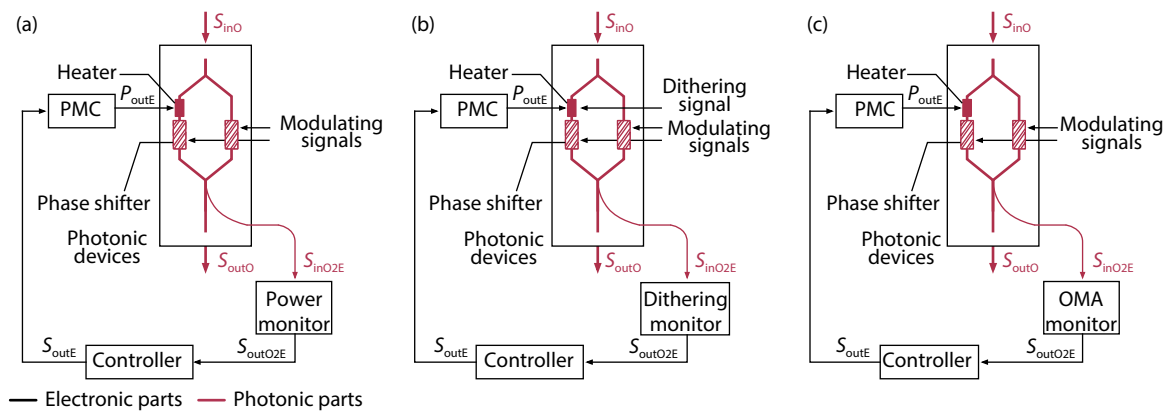 (a)
S_inO
Heater
PMC
P_outE
Modulating
signals
Phase shifter
Photonic
devices
S_outO
S_inO2E
Power
monitor
S_outE
Controller
S_outO2E
(b)
S_inO
Heater
PMC
P_outE
Dithering
signal
Modulating
signals
Phase shifter
Photonic
devices
S_outO
S_inO2E
Dithering
monitor
S_outE
Controller
S_outO2E
(c)
S_inO
Heater
PMC
P_outE
Modulating
signals
Phase shifter
Photonic
devices
S_outO
S_inO2E
OMA
monitor
S_outE
Controller
S_outO2E
Electronic parts
Photonic parts